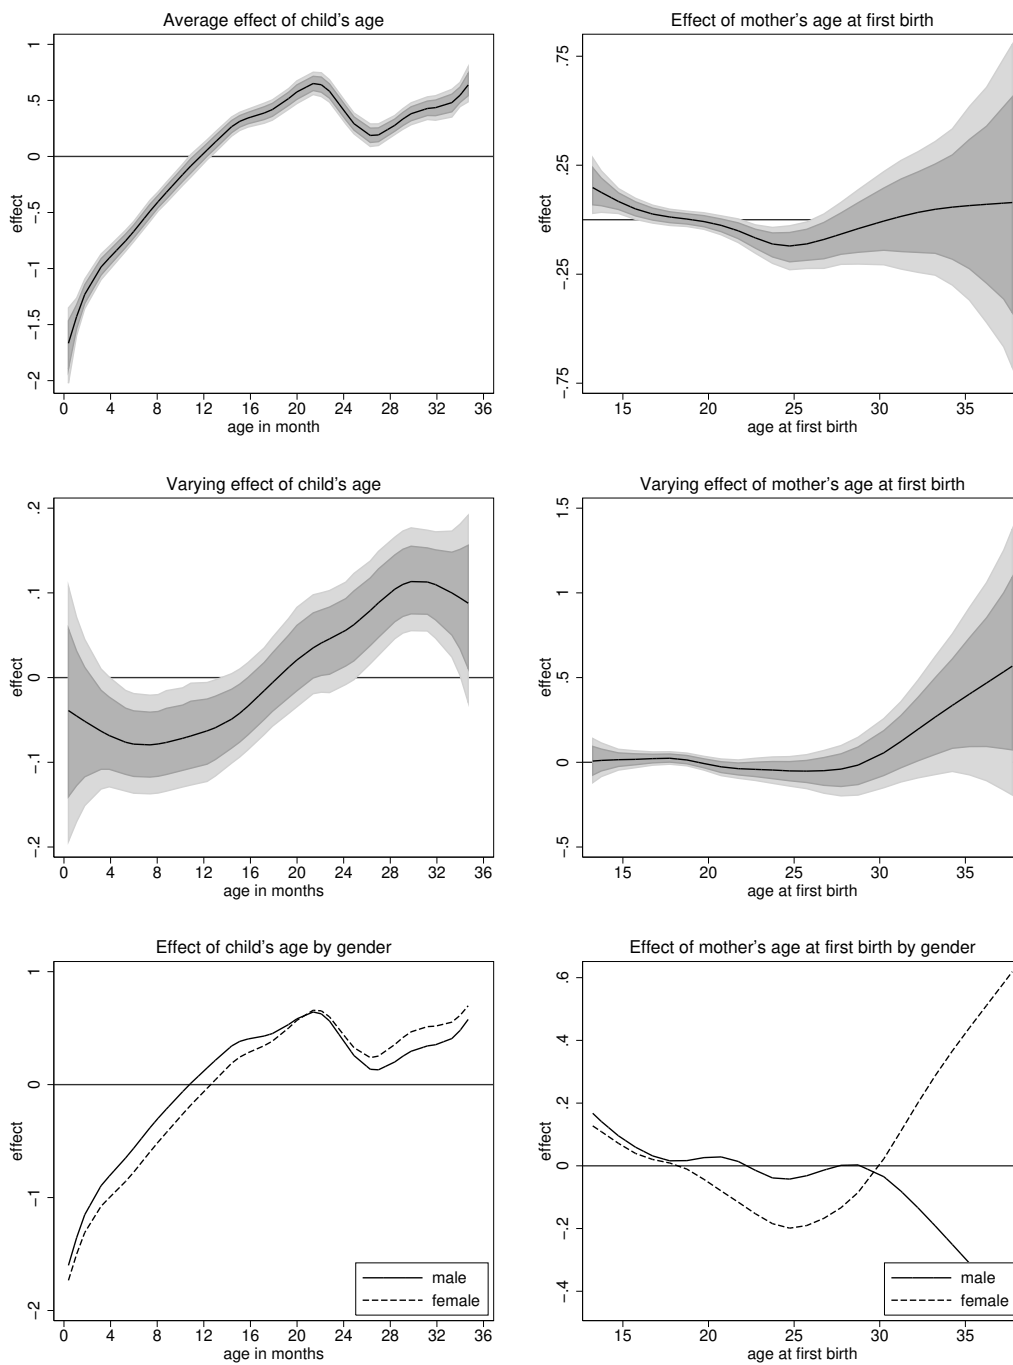 Average effect of child's age
effect
1
.5
0
−.5
−1
−1.5
−2
0 4 8 12 16 20 24 28 32 36
age in month
Effect of mother's age at first birth
effect
.75
.25
−.25
−.75
15 20 25 30 35
age at first birth
Varying effect of child's age
effect
.2
.1
0
−.1
−.2
0 4 8 12 16 20 24 28 32 36
age in months
Varying effect of mother's age at first birth
effect
1.5
1
.5
0
−.5
15 20 25 30 35
age at first birth
Effect of child's age by gender
effect
1
0
−1
−2
male
female
0 4 8 12 16 20 24 28 32 36
age in months
Effect of mother's age at first birth by gender
effect
.6
.4
.2
0
−.2
−.4
male
female
15 20 25 30 35
age at first birth